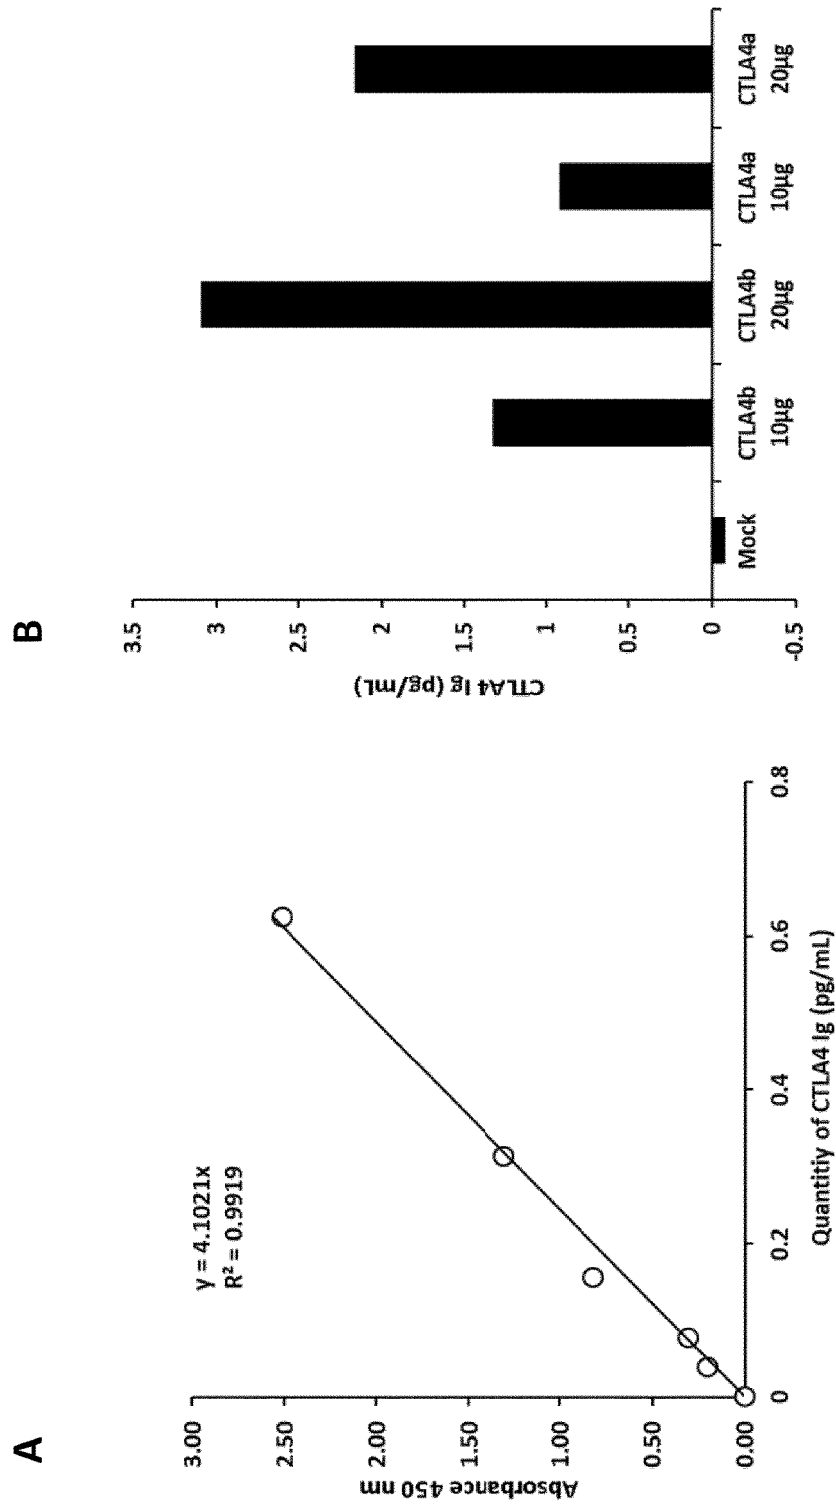 A
y = 4.1021x
R² = 0.9919
3.00
2.50
2.00
1.50
1.00
0.50
0.00
Absorbance 450 nm
0
0.2
0.4
0.6
0.8
Quantitiy of CTLA4 Ig (pg/mL)
B
3.5
3
2.5
2
1.5
1
0.5
0
-0.5
CTLA4 Ig (pg/mL)
Mock
CTLA4b
10µg
CTLA4b
20µg
CTLA4a
10µg
CTLA4a
20µg